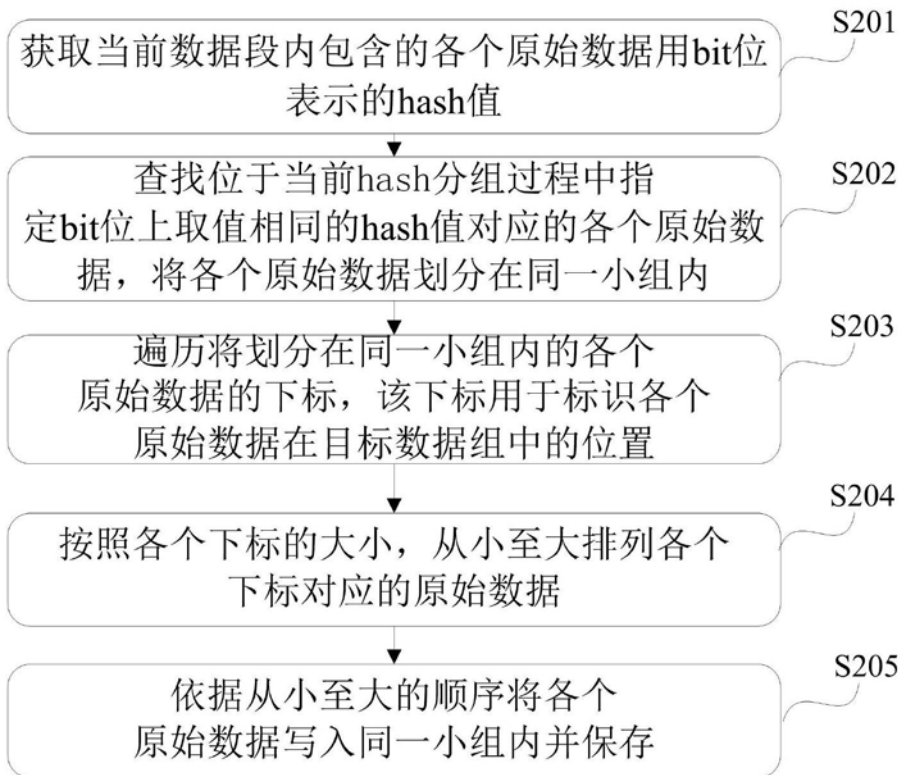 S201
获取当前数据段内包含的各个原始数据用bit位
表示的hash值
S202
查找位于当前hash分组过程中指
定bit位上取值相同的hash值对应的各个原始数
据，将各个原始数据划分在同一小组内
S203
遍历将划分在同一小组内的各个
原始数据的下标，该下标用于标识各个
原始数据在目标数据组中的位置
S204
按照各个下标的大小，从小至大排列各个
下标对应的原始数据
S205
依据从小至大的顺序将各个
原始数据写入同一小组内并保存